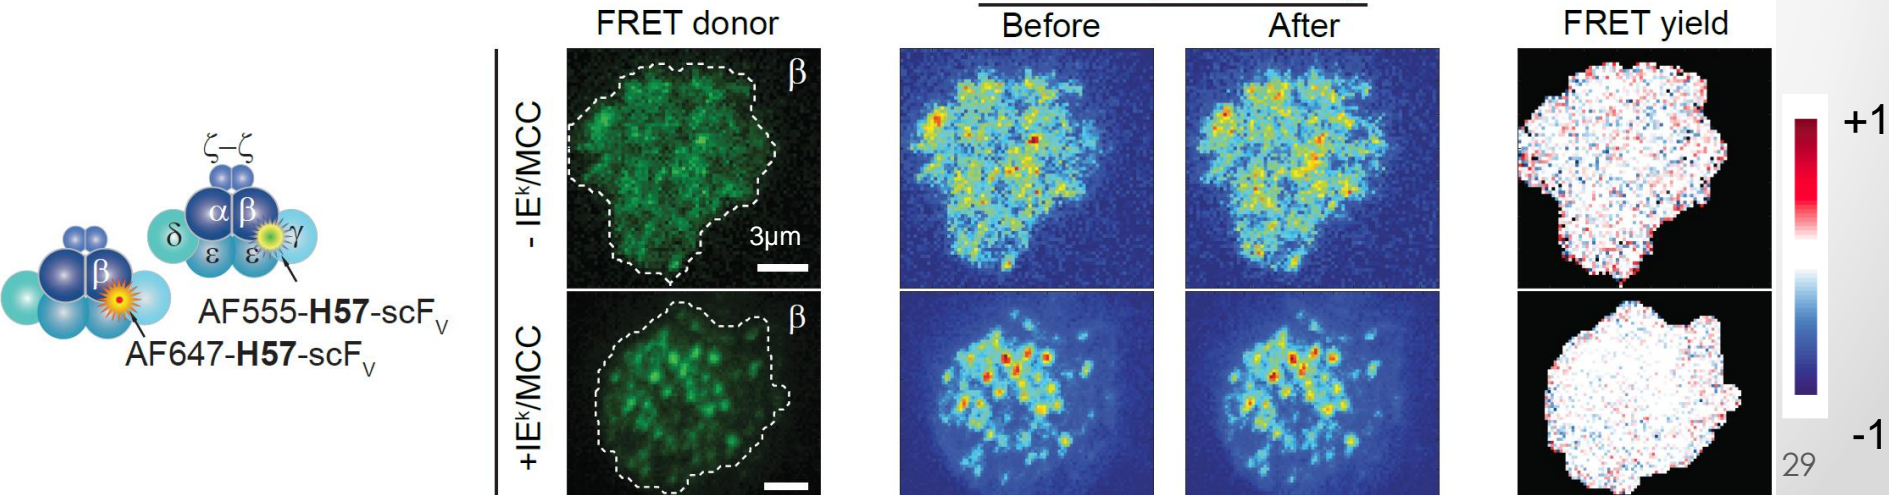 FRET donor
Before
After
FRET yield
- IEᵏ/MCC
β
3µm
+1
ζ–ζ
α β
δ
γ
ε ε
β
AF555-H57-scFᵥ
AF647-H57-scFᵥ
+IEᵏ/MCC
β
-1
29